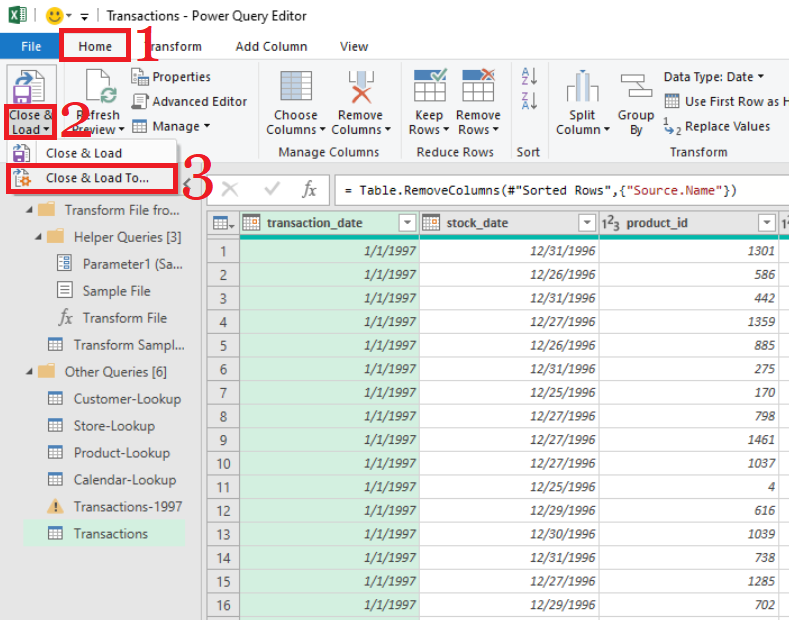 Transactions - Power Query Editor
File Home Transform Add Column View
1
Close & Load
Refresh Preview
Properties
Advanced Editor
Manage
Choose Columns
Remove Columns
Manage Columns
Keep Rows
Remove Rows
Reduce Rows
A Z
Z A
Sort
Split Column
Group By
Data Type: Date
Use First Row as H
1 2 Replace Values
Transform
2
Close & Load
Close & Load To...
3
fx = Table.RemoveColumns(#"Sorted Rows",{"Source.Name"})
Transform File fro...
Helper Queries [3]
Parameter1 (Sa...
Sample File
fx Transform File
Transform Sampl...
Other Queries [6]
Customer-Lookup
Store-Lookup
Product-Lookup
Calendar-Lookup
Transactions-1997
Transactions
transaction_date stock_date 123 product_id
1 1/1/1997 12/31/1996 1301
2 1/1/1997 12/26/1996 586
3 1/1/1997 12/31/1996 442
4 1/1/1997 12/27/1996 1359
5 1/1/1997 12/26/1996 885
6 1/1/1997 12/31/1996 275
7 1/1/1997 12/25/1996 170
8 1/1/1997 12/27/1996 798
9 1/1/1997 12/27/1996 1461
10 1/1/1997 12/27/1996 1037
11 1/1/1997 12/25/1996 4
12 1/1/1997 12/29/1996 616
13 1/1/1997 12/30/1996 1039
14 1/1/1997 12/31/1996 738
15 1/1/1997 12/27/1996 1285
16 1/1/1997 12/29/1996 702